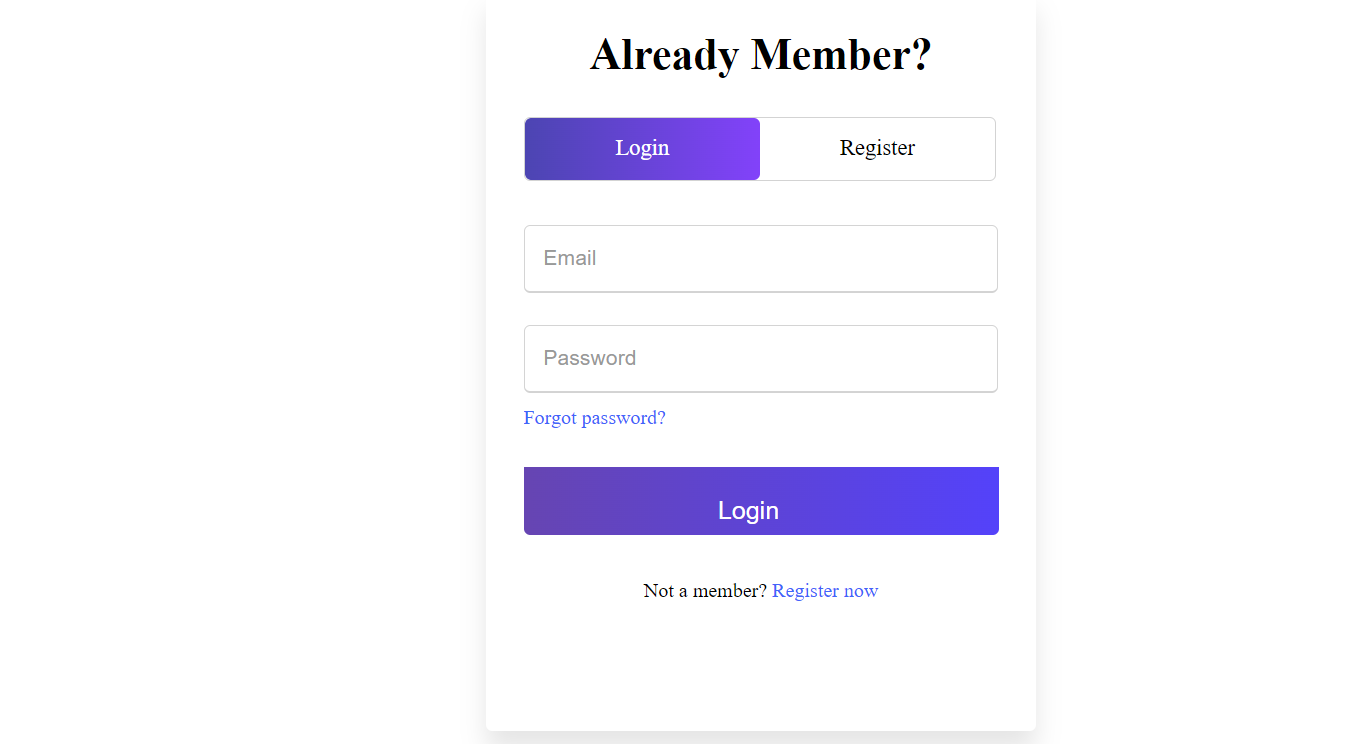 Already Member?
Login Register
Email
Password
Forgot password?
Login
Not a member? Register now